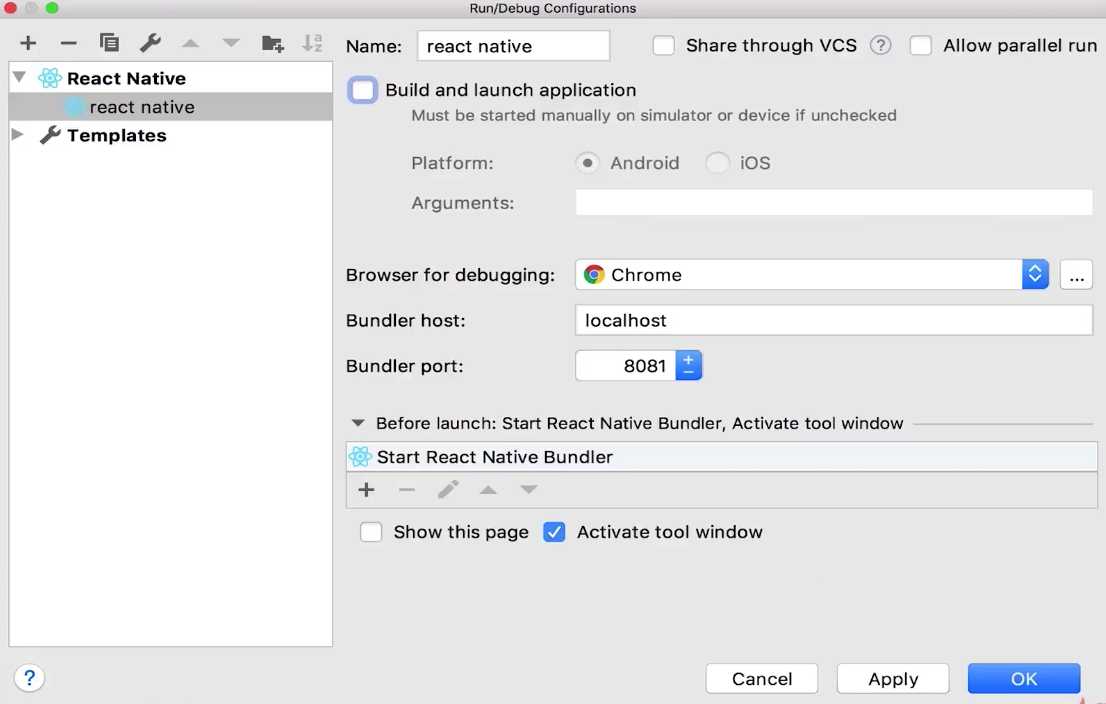 Run/Debug Configurations
Name: react native Share through VCS ? Allow parallel run
React Native
react native
Templates
Build and launch application
Must be started manually on simulator or device if unchecked
Platform: Android iOS
Arguments:
Browser for debugging: Chrome ...
Bundler host: localhost
Bundler port: 8081
Before launch: Start React Native Bundler, Activate tool window
Start React Native Bundler
Show this page Activate tool window
? Cancel Apply OK